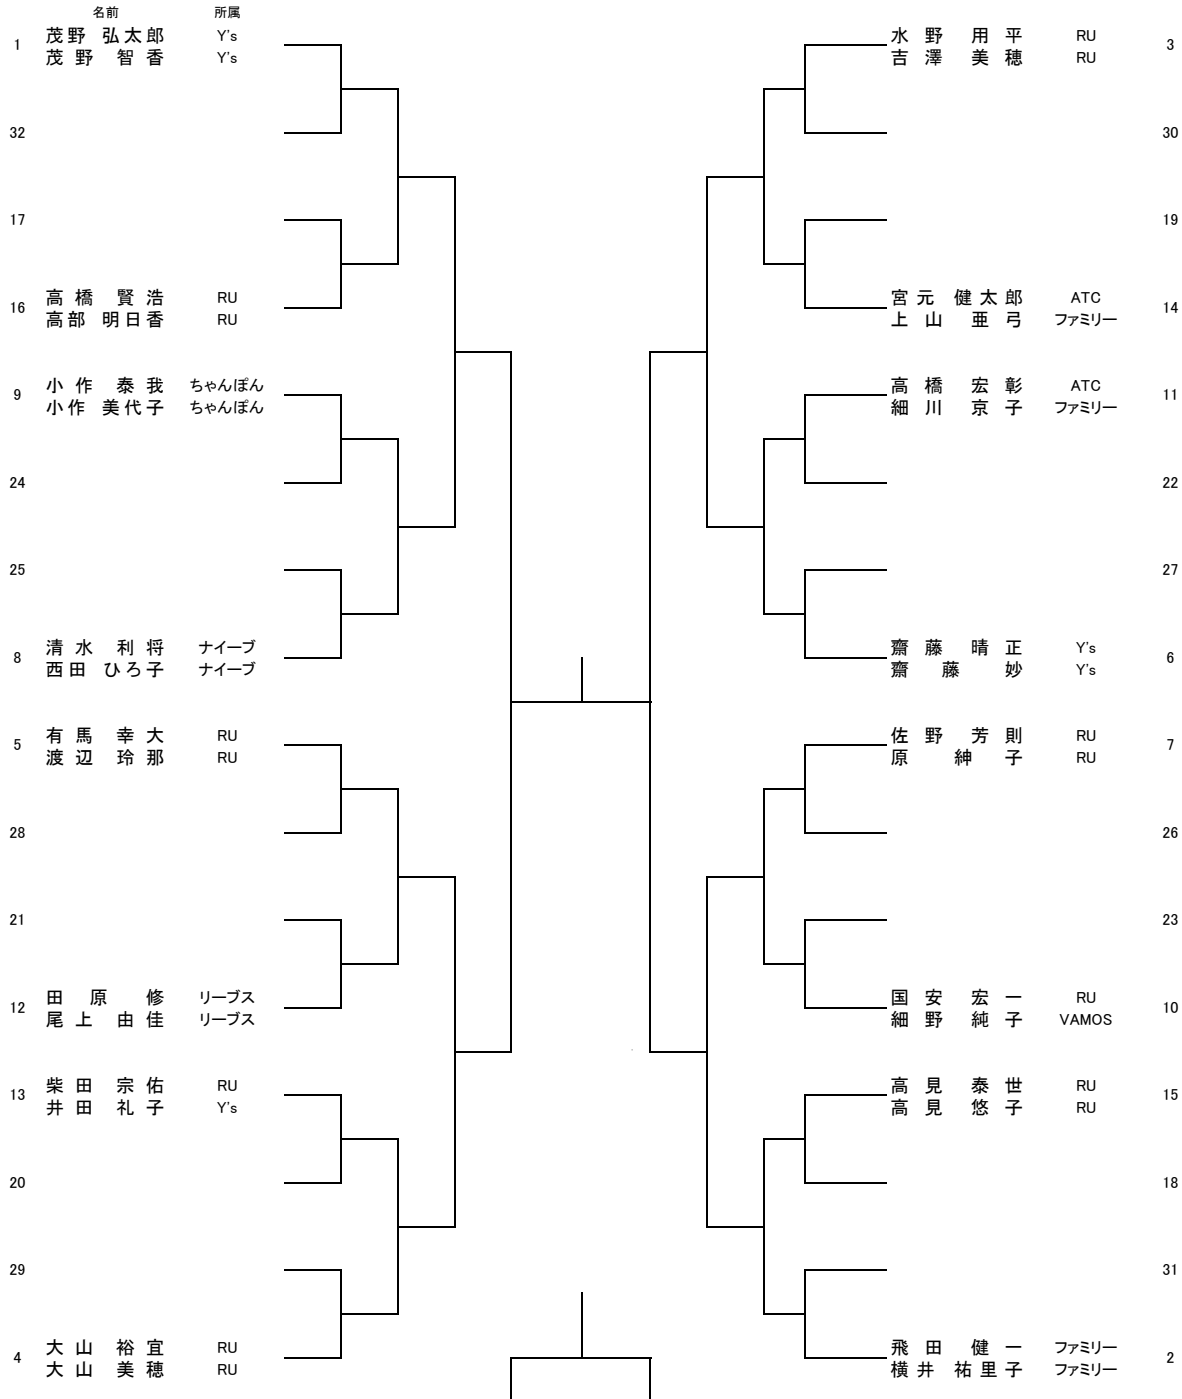 名前 所属
1 茂野 弘太郎 Y's
茂野 智香 Y's
32
17
16 高橋 賢浩 RU
高部 明日香 RU
9 小作 泰我 ちゃんぽん
小作 美代子 ちゃんぽん
24
25
8 清水 利将 ナイーブ
西田 ひろ子 ナイーブ
5 有馬 幸大 RU
渡辺 玲那 RU
28
21
12 田原 修 リーブス
尾上 由佳 リーブス
13 柴田 宗佑 RU
井田 礼子 Y's
20
29
4 大山 裕宜 RU
大山 美穂 RU
水野 用平 RU 3
吉澤 美穂 RU
30
19
宮元 健太郎 ATC 14
上山 亜弓 ファミリー
高橋 宏彰 ATC 11
細川 京子 ファミリー
22
27
齋藤 晴正 Y's 6
齋藤 妙 Y's
佐野 芳則 RU 7
原 紳子 RU
26
23
国安 宏一 RU 10
細野 純子 VAMOS
高見 泰世 RU 15
高見 悠子 RU
18
31
飛田 健一 ファミリー 2
横井 祐里子 ファミリー